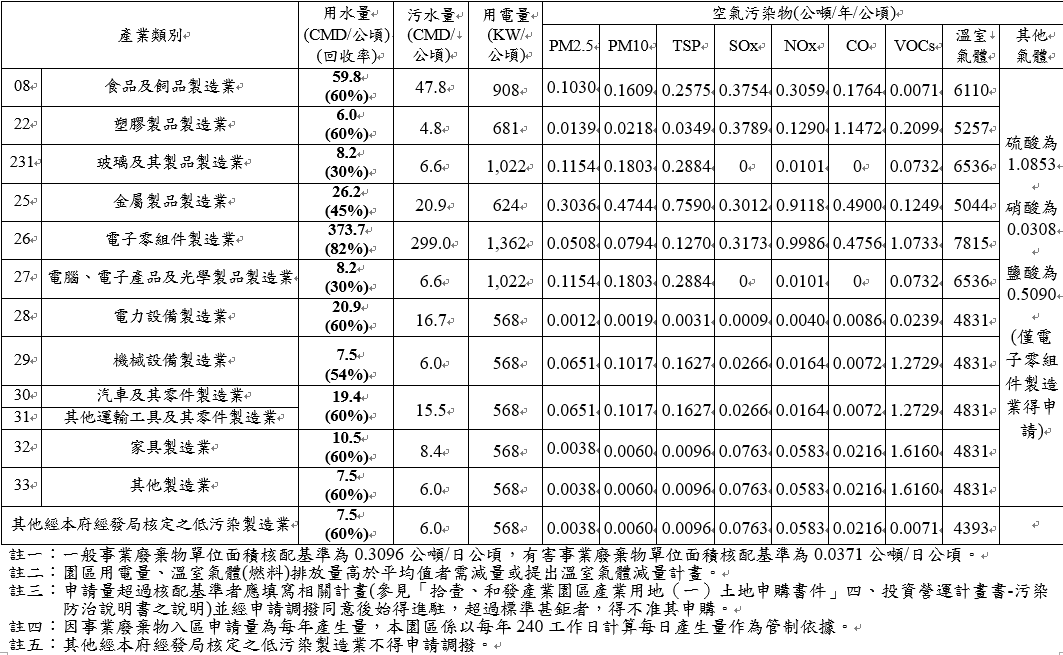 產業類別 用水量(CMD/公頃)(回收率) 污水量(CMD/公頃) 用電量(KW/公頃) 空氣污染物(公噸/年/公頃)
PM2.5 PM10 TSP SOx NOx CO VOCs 溫室氣體 其他氣體
08 食品及飼品製造業 59.8 (60%) 47.8 908 0.1030 0.1609 0.2575 0.3754 0.3059 0.1764 0.0071 6110
22 塑膠製品製造業 6.0 (60%) 4.8 681 0.0139 0.0218 0.0349 0.3789 0.1290 1.1472 0.2099 5257
231 玻璃及其製品製造業 8.2 (30%) 6.6 1,022 0.1154 0.1803 0.2884 0 0.0101 0 0.0732 6536
25 金屬製品製造業 26.2 (45%) 20.9 624 0.3036 0.4744 0.7590 0.3012 0.9118 0.4900 0.1249 5044
26 電子零組件製造業 373.7 (82%) 299.0 1,362 0.0508 0.0794 0.1270 0.3173 0.9986 0.4756 1.0733 7815
27 電腦、電子產品及光學製品製造業 8.2 (30%) 6.6 1,022 0.1154 0.1803 0.2884 0 0.0101 0 0.0732 6536
28 電力設備製造業 20.9 (60%) 16.7 568 0.0012 0.0019 0.0031 0.0009 0.0040 0.0086 0.0239 4831
29 機械設備製造業 7.5 (54%) 6.0 568 0.0651 0.1017 0.1627 0.0266 0.0164 0.0072 1.2729 4831
30 汽車及其零件製造業 19.4
31 其他運輸工具及其零件製造業 (60%) 15.5 568 0.0651 0.1017 0.1627 0.0266 0.0164 0.0072 1.2729 4831
32 家具製造業 10.5 (60%) 8.4 568 0.0038 0.0060 0.0096 0.0763 0.0583 0.0216 1.6160 4831
33 其他製造業 7.5 (60%) 6.0 568 0.0038 0.0060 0.0096 0.0763 0.0583 0.0216 1.6160 4831
硫酸為
1.0853
硝酸為
0.0308
鹽酸為
0.5090
(僅電
子零組
件製造
業得申
請)
其他經本府經發局核定之低污染製造業 7.5 (60%) 6.0 568 0.0038 0.0060 0.0096 0.0763 0.0583 0.0216 0.0071 4393
註一：一般事業廢棄物單位面積核配基準為 0.3096 公噸/日公頃，有害事業廢棄物單位面積核配基準為 0.0371 公噸/日公頃。
註二：園區用電量、溫室氣體(燃料)排放量高於平均值者需減量或提出溫室氣體減量計畫。
註三：申請量超過核配基準者應填寫相關計畫(參見「拾壹、和發產業園區產業用地（一）土地申購書件」四、投資營運計畫書-污染
防治說明書之說明)並經申請調撥同意後始得進駐，超過標準甚鉅者，得不准其申購。
註四：因事業廢棄物入區申請量為每年產生量，本園區係以每年 240 工作日計算每日產生量作為管制依據。
註五：其他經本府經發局核定之低污染製造業不得申請調撥。